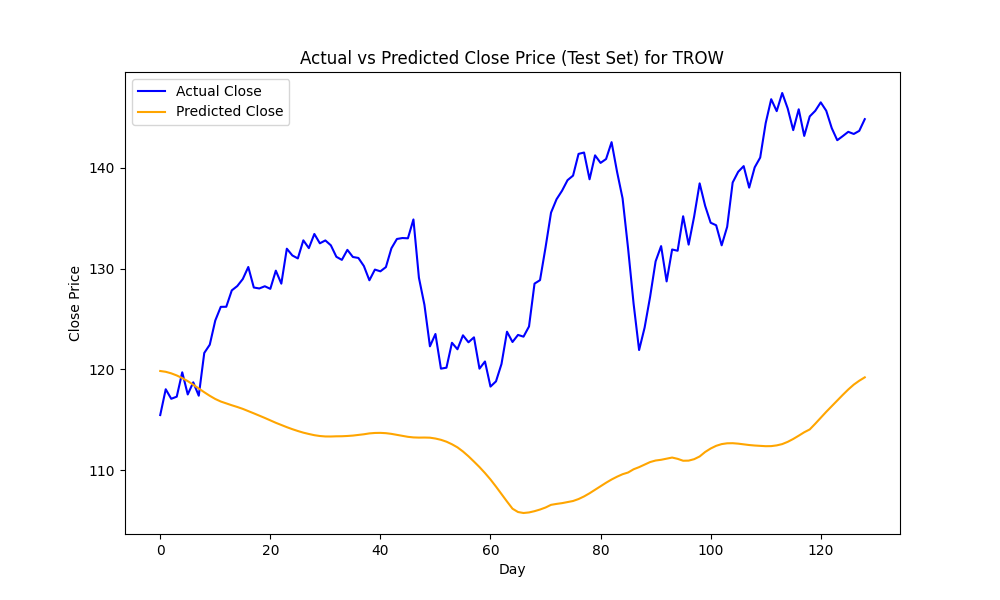 Actual vs Predicted Close Price (Test Set) for TROW
Actual Close
Predicted Close
140
130
120
110
Close Price
0 20 40 60 80 100 120
Day